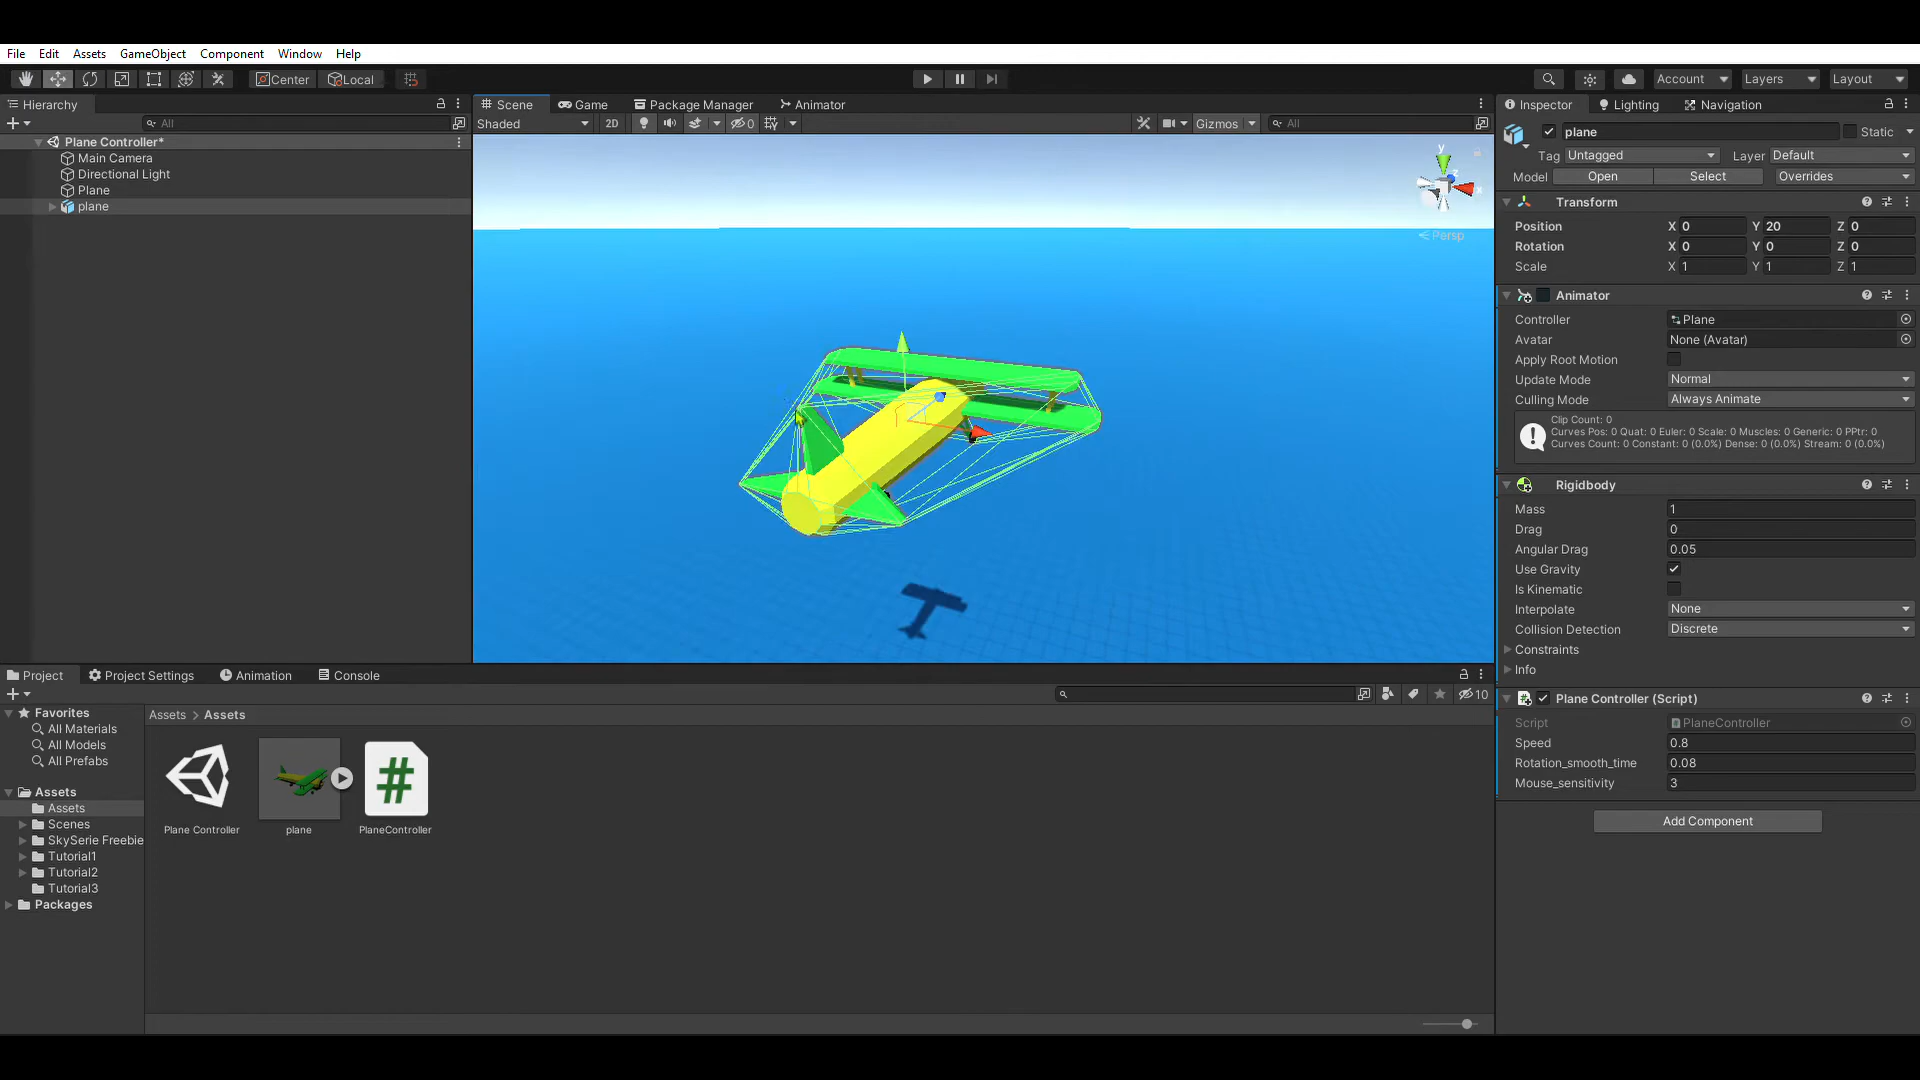 File Edit Assets GameObject Component Window Help
Center Local Account Layers Layout
Hierarchy
All
Plane Controller*
Main Camera
Directional Light
Plane
plane
Scene Game Package Manager Animator
Shaded 2D 0 Gizmos All
y
z
x
Persp
Inspector Lighting Navigation
plane Static
Tag Untagged Layer Default
Model Open Select Overrides
Transform
Position X 0 Y 20 Z 0
Rotation X 0 Y 0 Z 0
Scale X 1 Y 1 Z 1
Animator
Controller Plane
Avatar None (Avatar)
Apply Root Motion
Update Mode Normal
Culling Mode Always Animate
Clip Count: 0
Curves Pos: 0 Quat: 0 Euler: 0 Scale: 0 Muscles: 0 Generic: 0 PPtr: 0
Curves Count: 0 Constant: 0 (0.0%) Dense: 0 (0.0%) Stream: 0 (0.0%)
Rigidbody
Mass 1
Drag 0
Angular Drag 0.05
Use Gravity
Is Kinematic
Interpolate None
Collision Detection Discrete
Constraints
Info
Plane Controller (Script)
Script PlaneController
Speed 0.8
Rotation_smooth_time 0.08
Mouse_sensitivity 3
Add Component
Project Project Settings Animation Console
10
Favorites
All Materials
All Models
All Prefabs
Assets
Assets
Scenes
SkySerie Freebie
Tutorial1
Tutorial2
Tutorial3
Packages
Assets > Assets
Plane Controller plane PlaneController